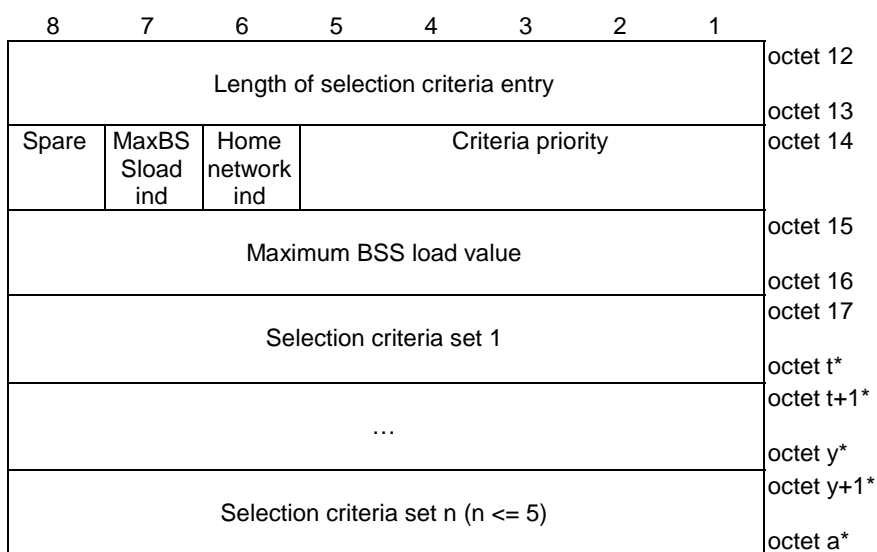 8 7 6 5 4 3 2 1
Length of selection criteria entry
octet 12
octet 13
Spare
MaxBS
Sload
ind
Home
network
ind
Criteria priority
octet 14
Maximum BSS load value
octet 15
octet 16
Selection criteria set 1
octet 17
octet t*
…
octet t+1*
octet y*
Selection criteria set n (n <= 5)
octet y+1*
octet a*